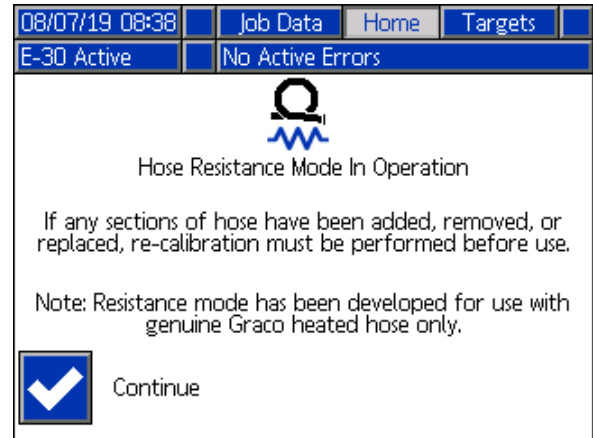 08/07/19 08:38 Job Data Home Targets
E-30 Active No Active Errors
Hose Resistance Mode In Operation
If any sections of hose have been added, removed, or
replaced, re-calibration must be performed before use.
Note: Resistance mode has been developed for use with
genuine Graco heated hose only.
Continue